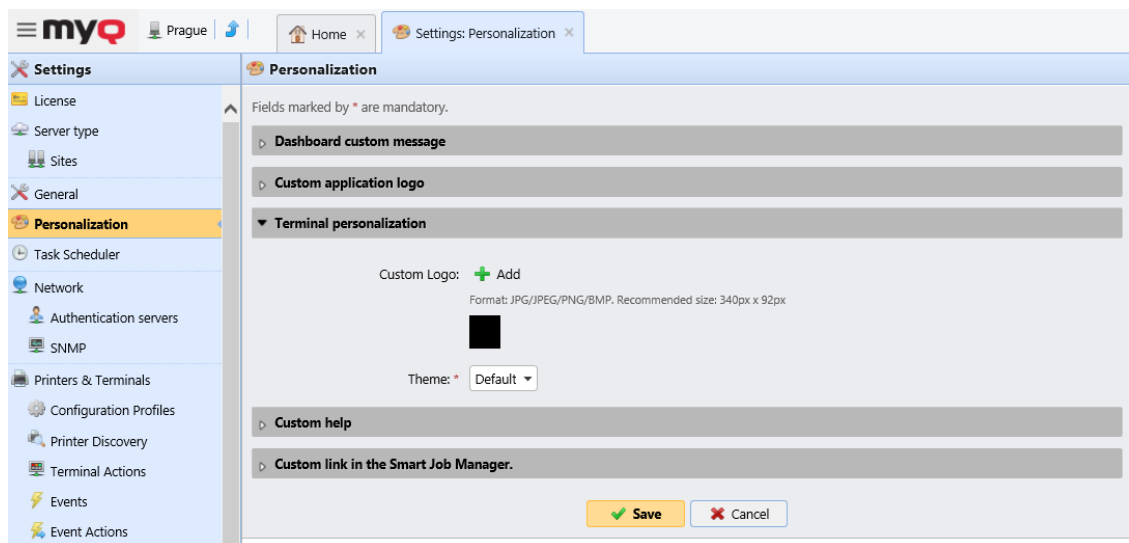 myQ Prague Home Settings: Personalization
Settings
Personalization
License
Server type
Sites
General
Personalization
Task Scheduler
Network
Authentication servers
SNMP
Printers & Terminals
Configuration Profiles
Printer Discovery
Terminal Actions
Events
Event Actions
Fields marked by * are mandatory.
Dashboard custom message
Custom application logo
Terminal personalization
Custom Logo: Add
Format: JPG/JPEG/PNG/BMP. Recommended size: 340px x 92px
Theme: * Default
Custom help
Custom link in the Smart Job Manager.
Save Cancel